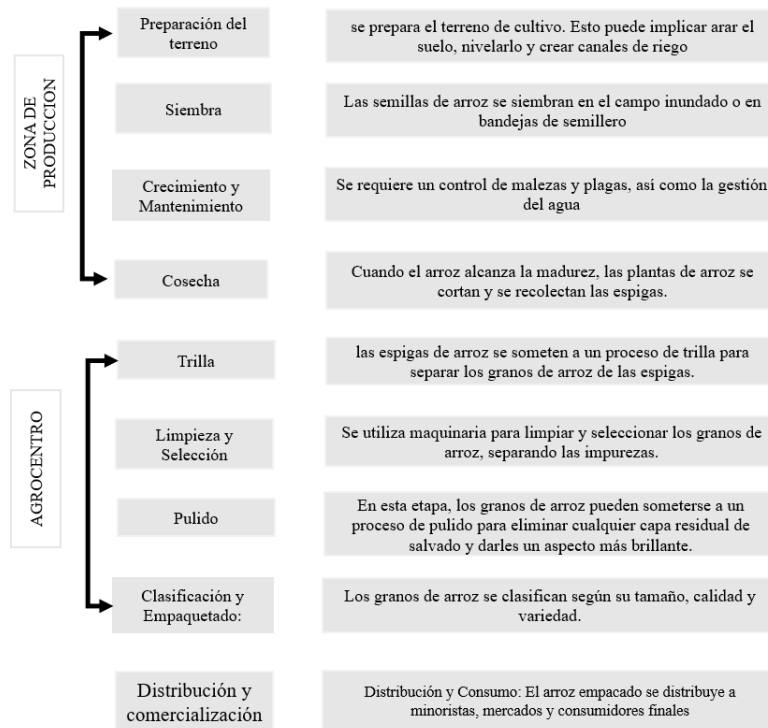 ZONA DE
PRODUCCION
Preparación del
terreno
se prepara el terreno de cultivo. Esto puede implicar arar el
suelo, nivelarlo y crear canales de riego
Siembra
Las semillas de arroz se siembran en el campo inundado o en
bandejas de semillero
Crecimiento y
Mantenimiento
Se requiere un control de malezas y plagas, así como la gestión
del agua
Cosecha
Cuando el arroz alcanza la madurez, las plantas de arroz se
cortan y se recolectan las espigas.
AGROCENTRO
Trilla
las espigas de arroz se someten a un proceso de trilla para
separar los granos de arroz de las espigas.
Limpieza y
Selección
Se utiliza maquinaria para limpiar y seleccionar los granos de
arroz, separando las impurezas.
Pulido
En esta etapa, los granos de arroz pueden someterse a un
proceso de pulido para eliminar cualquier capa residual de
salvado y darles un aspecto más brillante.
Clasificación y
Empaquetado:
Los granos de arroz se clasifican según su tamaño, calidad y
variedad.
Distribución y
comercialización
Distribución y Consumo: El arroz empacado se distribuye a
minoristas, mercados y consumidores finales